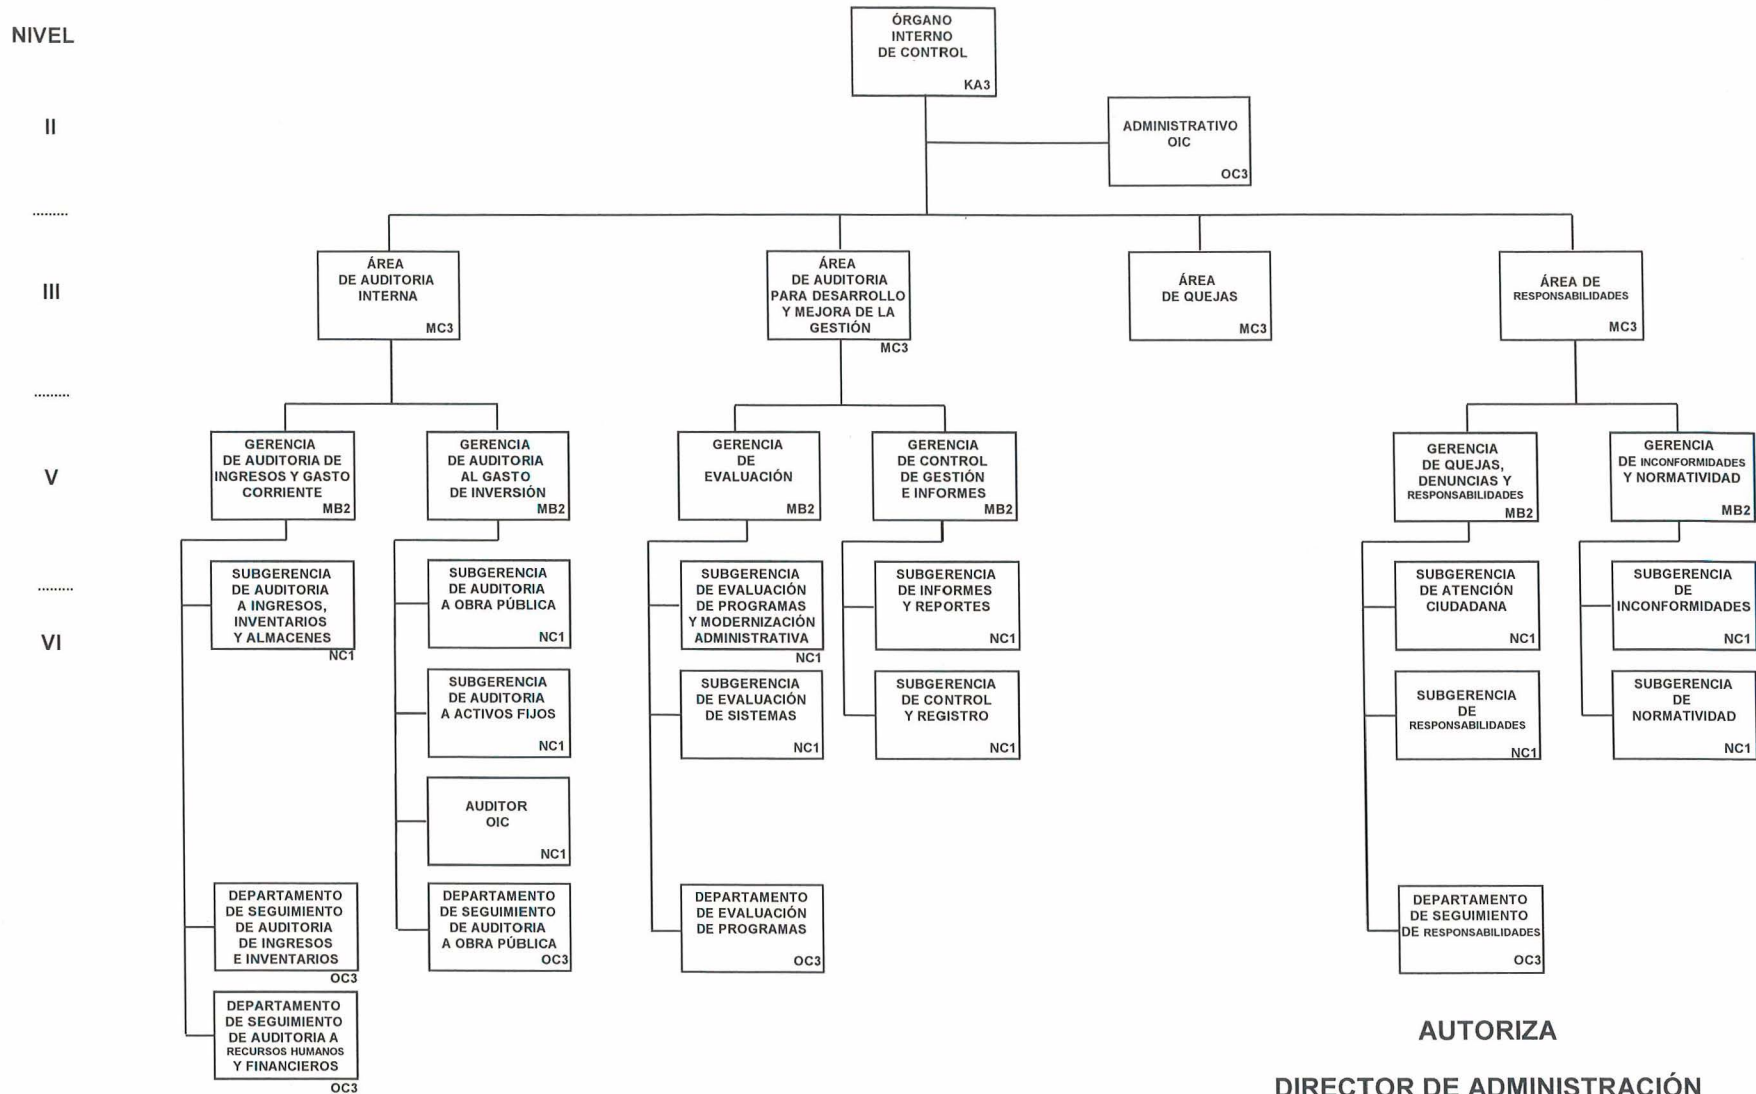 NIVEL
ÓRGANO
INTERNO
DE CONTROL
KA3
II
ADMINISTRATIVO
OIC
OC3
.........
III
ÁREA
DE AUDITORIA
INTERNA
MC3
ÁREA
DE AUDITORIA
PARA DESARROLLO
Y MEJORA DE LA
GESTIÓN
MC3
ÁREA
DE QUEJAS
MC3
ÁREA DE
RESPONSABILIDADES
MC3
.........
V
GERENCIA
DE AUDITORIA DE
INGRESOS Y GASTO
CORRIENTE
MB2
GERENCIA
DE AUDITORIA
AL GASTO
DE INVERSIÓN
MB2
GERENCIA
DE
EVALUACIÓN
MB2
GERENCIA
DE CONTROL
DE GESTIÓN
E INFORMES
MB2
GERENCIA
DE QUEJAS,
DENUNCIAS Y
RESPONSABILIDADES
MB2
GERENCIA
DE INCONFORMIDADES
Y NORMATIVIDAD
MB2
.........
VI
SUBGERENCIA
DE AUDITORIA
A INGRESOS,
INVENTARIOS
Y ALMACENES
NC1
SUBGERENCIA
DE AUDITORIA
A OBRA PÚBLICA
NC1
SUBGERENCIA
DE EVALUACIÓN
DE PROGRAMAS
Y MODERNIZACIÓN
ADMINISTRATIVA
NC1
SUBGERENCIA
DE INFORMES
Y REPORTES
NC1
SUBGERENCIA
DE ATENCIÓN
CIUDADANA
NC1
SUBGERENCIA
DE
INCONFORMIDADES
NC1
SUBGERENCIA
DE AUDITORIA
A ACTIVOS FIJOS
NC1
SUBGERENCIA
DE EVALUACIÓN
DE SISTEMAS
NC1
SUBGERENCIA
DE CONTROL
Y REGISTRO
NC1
SUBGERENCIA
DE
RESPONSABILIDADES
NC1
SUBGERENCIA
DE
NORMATIVIDAD
NC1
AUDITOR
OIC
NC1
DEPARTAMENTO
DE SEGUIMIENTO
DE AUDITORIA
DE INGRESOS
E INVENTARIOS
OC3
DEPARTAMENTO
DE SEGUIMIENTO
DE AUDITORIA
A OBRA PÚBLICA
OC3
DEPARTAMENTO
DE EVALUACIÓN
DE PROGRAMAS
OC3
DEPARTAMENTO
DE SEGUIMIENTO
DE RESPONSABILIDADES
OC3
DEPARTAMENTO
DE SEGUIMIENTO
DE AUDITORIA A
RECURSOS HUMANOS
Y FINANCIEROS
OC3
AUTORIZA
DIRECTOR DE ADMINISTRACIÓN